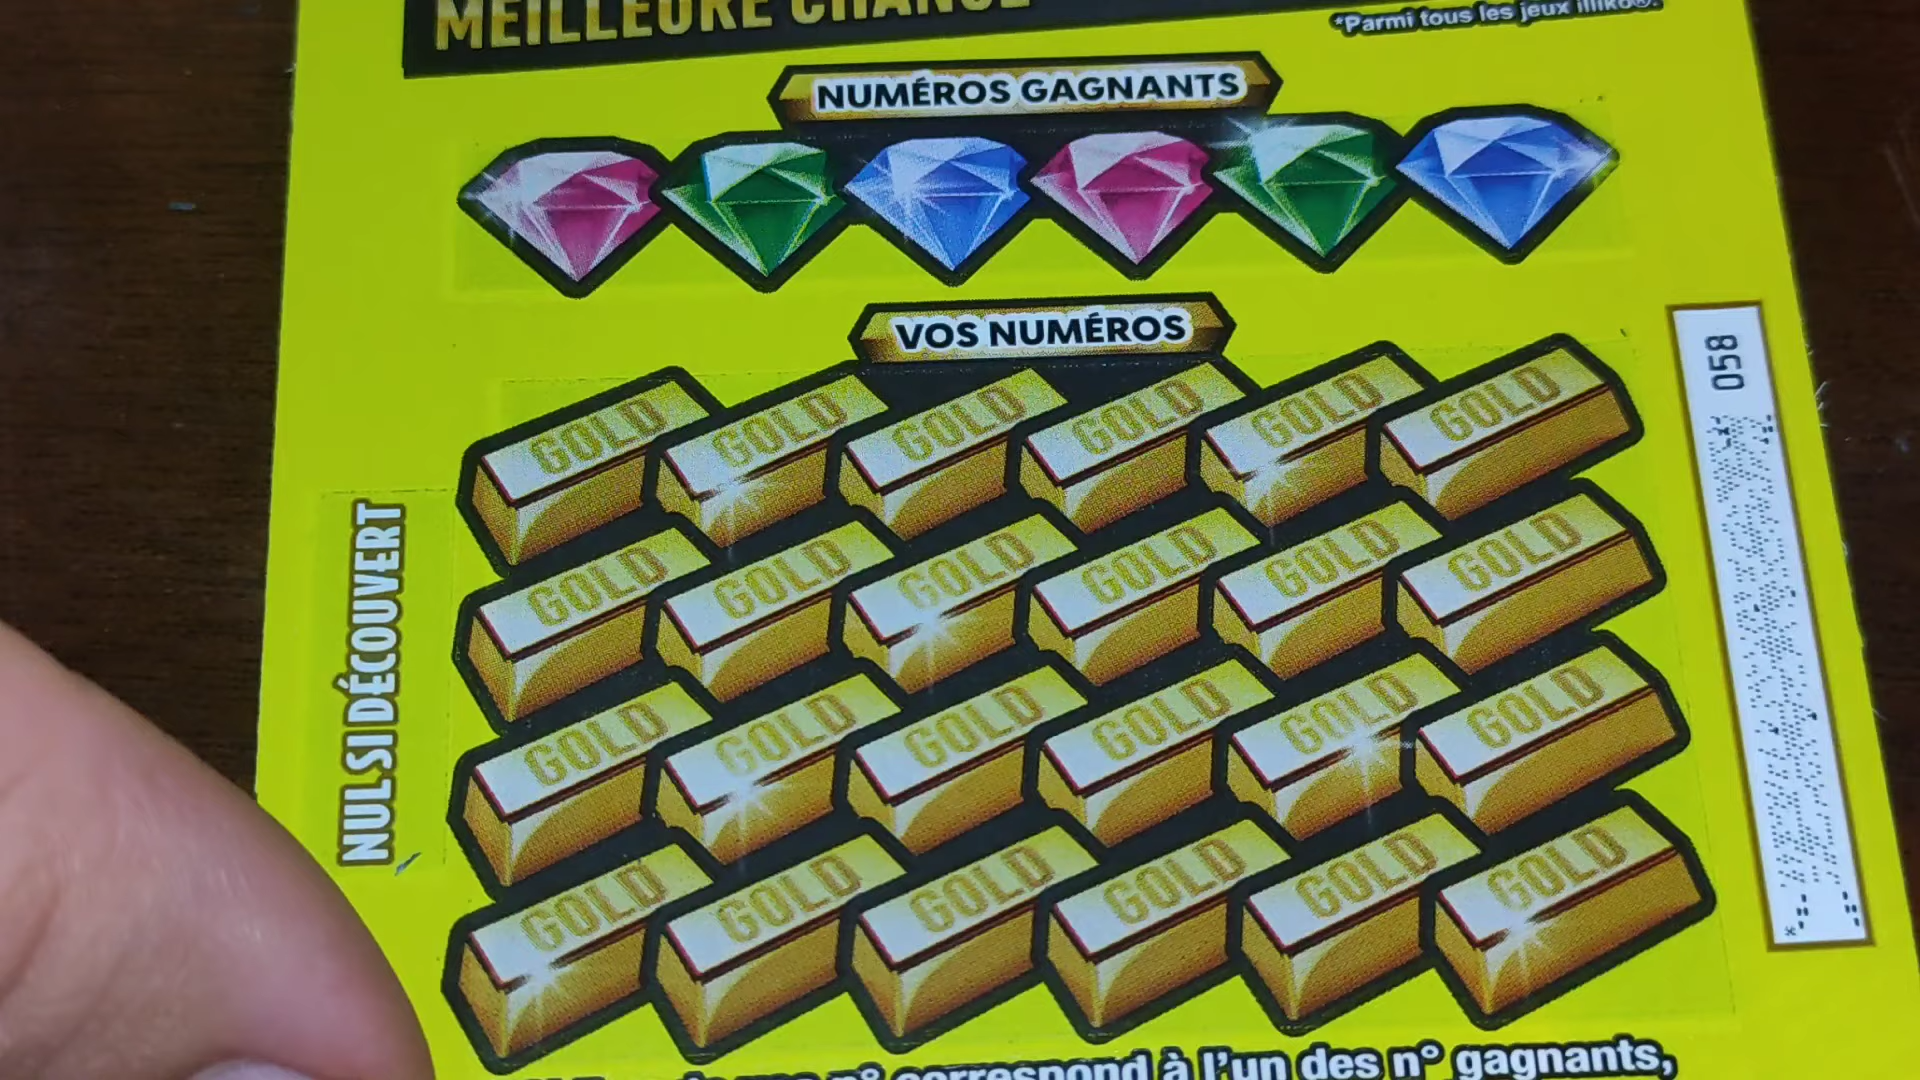 MEILLEURE CHANCE
*Parmi tous les jeux illiko®.
NUMÉROS GAGNANTS
VOS NUMÉROS
058
GOLD GOLD GOLD GOLD GOLD GOLD
GOLD GOLD GOLD GOLD GOLD GOLD
GOLD GOLD GOLD GOLD GOLD GOLD
GOLD GOLD GOLD GOLD GOLD GOLD
NUL SI DÉCOUVERT
n° correspond à l'un des n° gagnants,